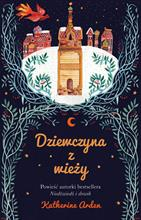 Dziewczyna
z
wieży
Powieść autorki bestsellera
Niedźwiedź i słowik
Katherine Arden